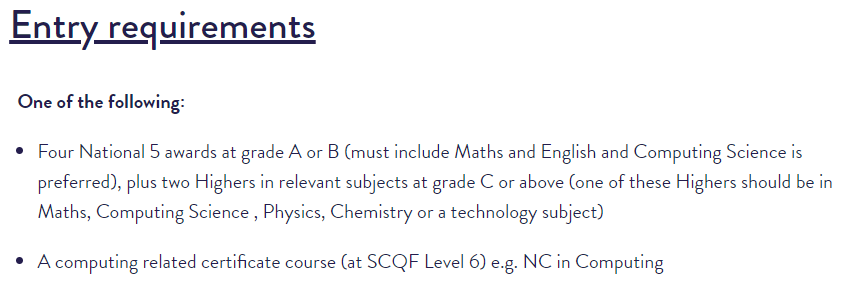 Entry requirements
One of the following:
• Four National 5 awards at grade A or B (must include Maths and English and Computing Science is
preferred), plus two Highers in relevant subjects at grade C or above (one of these Highers should be in
Maths, Computing Science , Physics, Chemistry or a technology subject)
• A computing related certificate course (at SCQF Level 6) e.g. NC in Computing